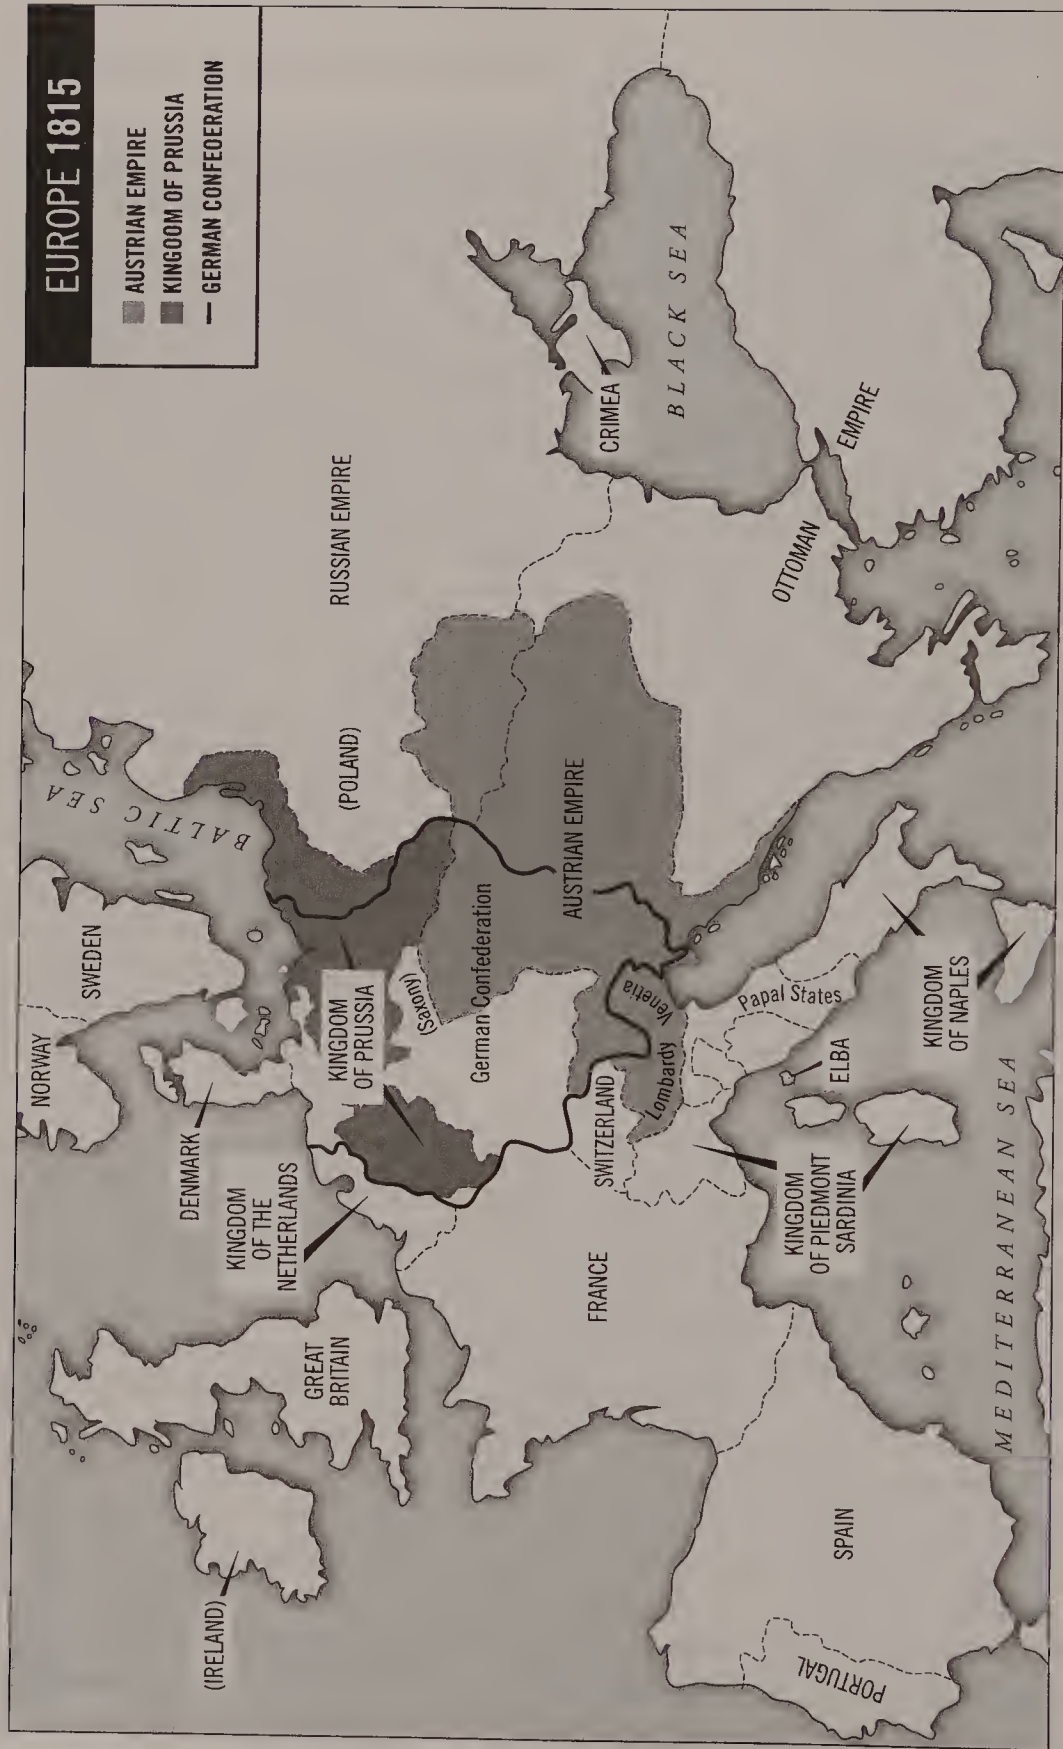 EUROPE 1815
AUSTRIAN EMPIRE
KINGOOM OF PRUSSIA
GERMAN CONFEOERATION
NORWAY
SWEDEN
BALTIC SEA
DENMARK
(IRELAND)
GREAT
BRITAIN
KINGDOM
OF THE
NETHERLANDS
KINGDOM
OF PRUSSIA
(POLAND)
RUSSIAN EMPIRE
(Saxony)
German Confederation
FRANCE
SWITZERLAND
AUSTRIAN EMPIRE
Lombardy
Venetia
CRIMEA
BLACK SEA
PORTUGAL
SPAIN
KINGDOM
OF PIEDMONT
SARDINIA
Papal States
ELBA
KINGDOM
OF NAPLES
OTTOMAN
EMPIRE
MEDITERRANEAN SEA